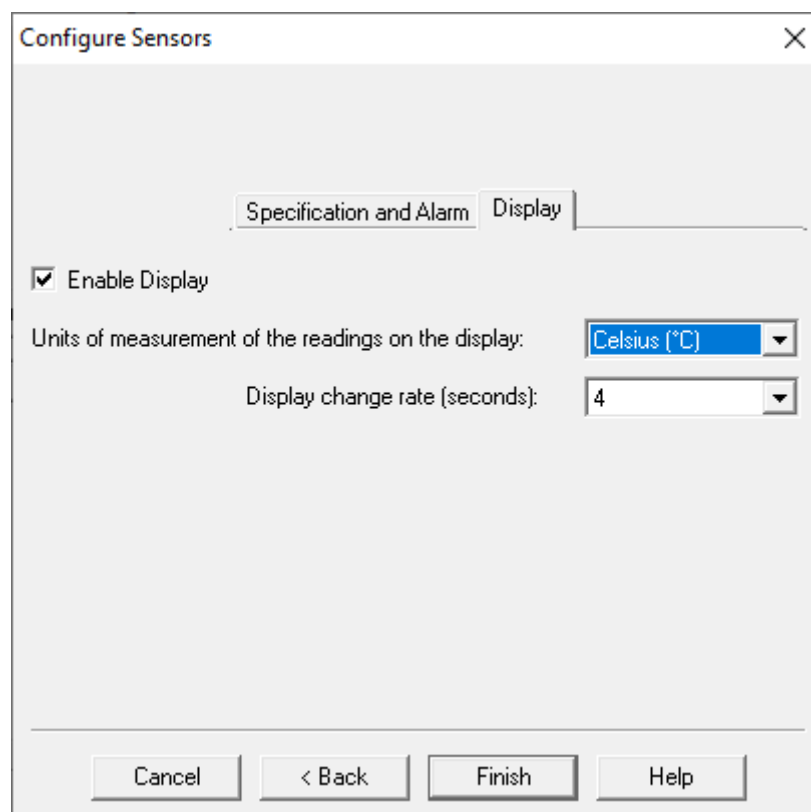 Configure Sensors
Specification and Alarm
Display
Enable Display
Units of measurement of the readings on the display:
Celsius (°C)
Display change rate (seconds):
4
Cancel
< Back
Finish
Help